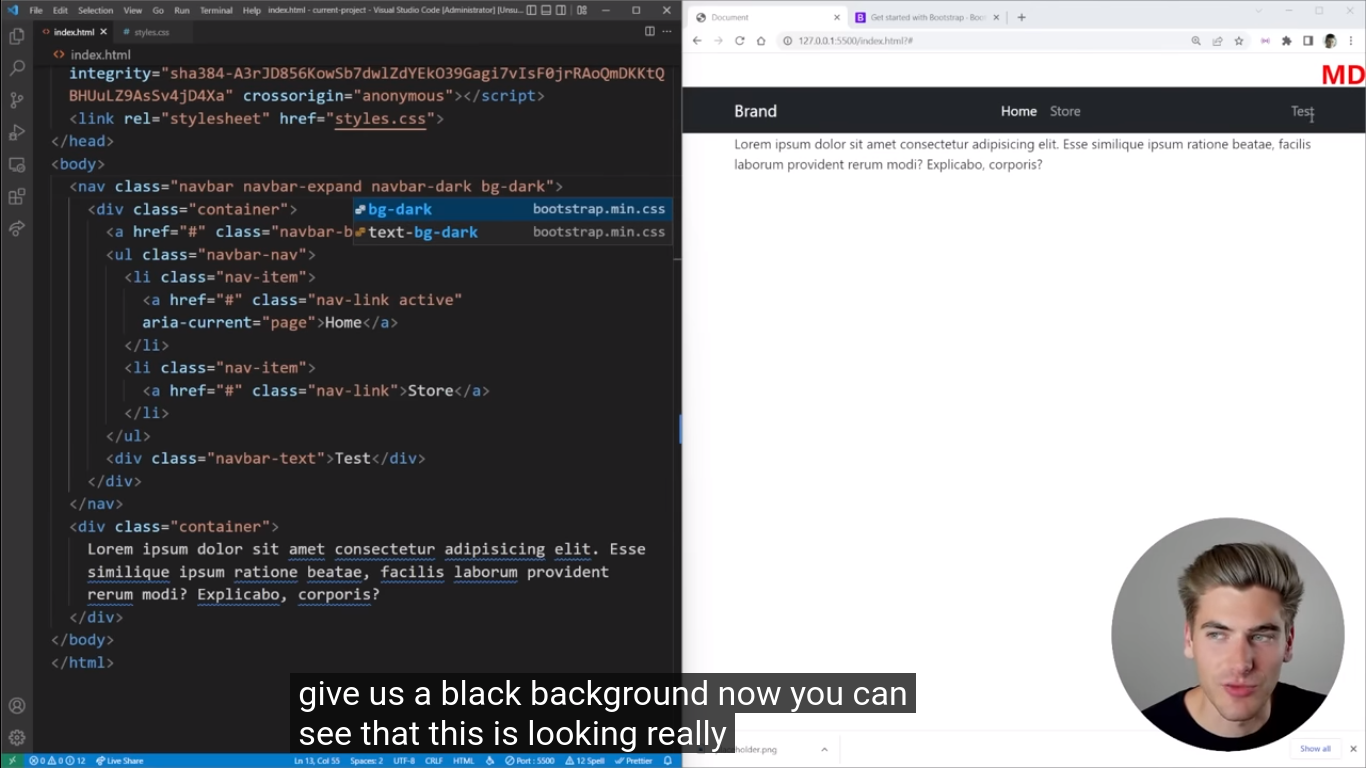 File Edit Selection View Go Run Terminal Help index.html - current-project - Visual Studio Code [Administrator] [Unsu...
index.html
styles.css
Document
Get started with Bootstrap · Boot
index.html
127.0.0.1:5500/index.html?#
integrity="sha384-A3rJD856KowSb7dwlZdYEkO39Gagi7vIsF0jrRAoQmDKKtQ
BHUuLZ9AsSv4jD4Xa" crossorigin="anonymous"></script>
<link rel="stylesheet" href="styles.css">
</head>
<body>
<nav class="navbar navbar-expand navbar-dark bg-dark">
<div class="container">
<a href="#" class="navbar-b
bg-dark bootstrap.min.css
text-bg-dark bootstrap.min.css
<ul class="navbar-nav">
<li class="nav-item">
<a href="#" class="nav-link active"
aria-current="page">Home</a>
</li>
<li class="nav-item">
<a href="#" class="nav-link">Store</a>
</li>
</ul>
<div class="navbar-text">Test</div>
</div>
</nav>
<div class="container">
Lorem ipsum dolor sit amet consectetur adipisicing elit. Esse
similique ipsum ratione beatae, facilis laborum provident
rerum modi? Explicabo, corporis?
</div>
</body>
</html>
MD
Brand Home Store Test
Lorem ipsum dolor sit amet consectetur adipisicing elit. Esse similique ipsum ratione beatae, facilis
laborum provident rerum modi? Explicabo, corporis?
give us a black background now you can
see that this is looking really
holder.png
Show all
0 0 12 Live Share Ln 13, Col 55 Spaces: 2 UTF-8 CRLF HTML Port : 5500 12 Spell Prettier